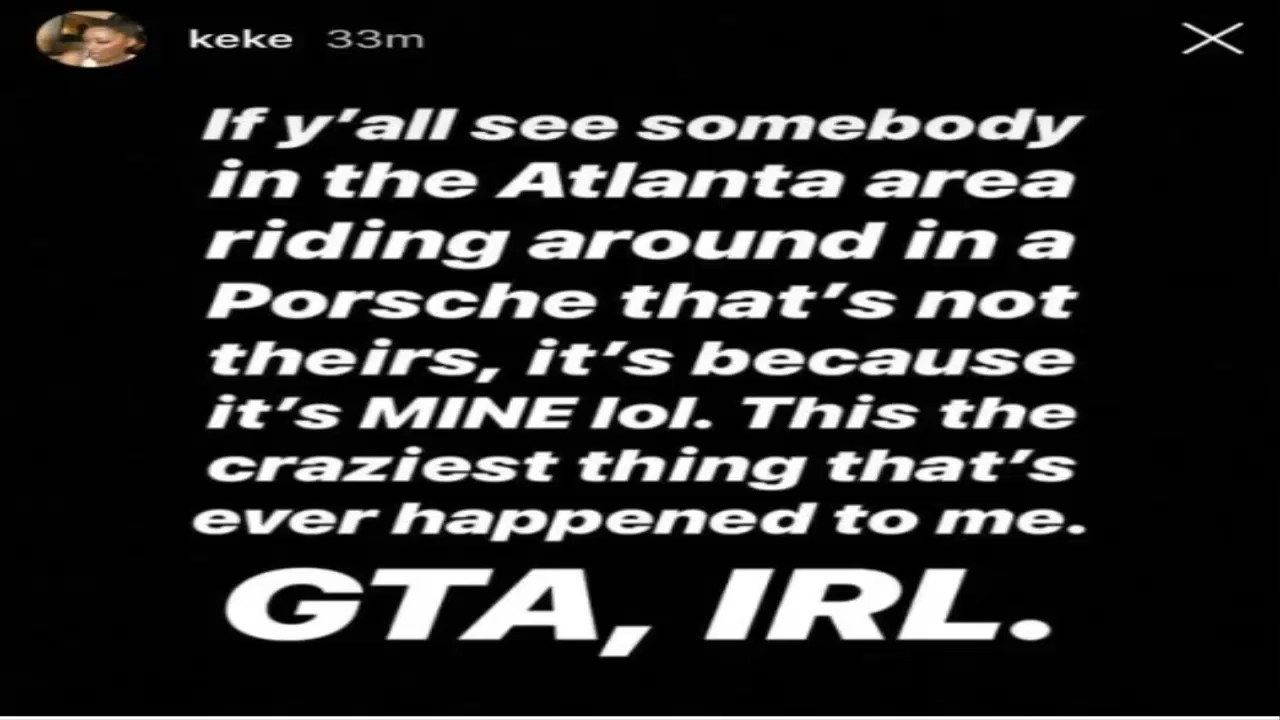 keke 33m
If y’all see somebody
in the Atlanta area
riding around in a
Porsche that’s not
theirs, it’s because
it’s MINE lol. This the
craziest thing that’s
ever happened to me.
GTA, IRL.